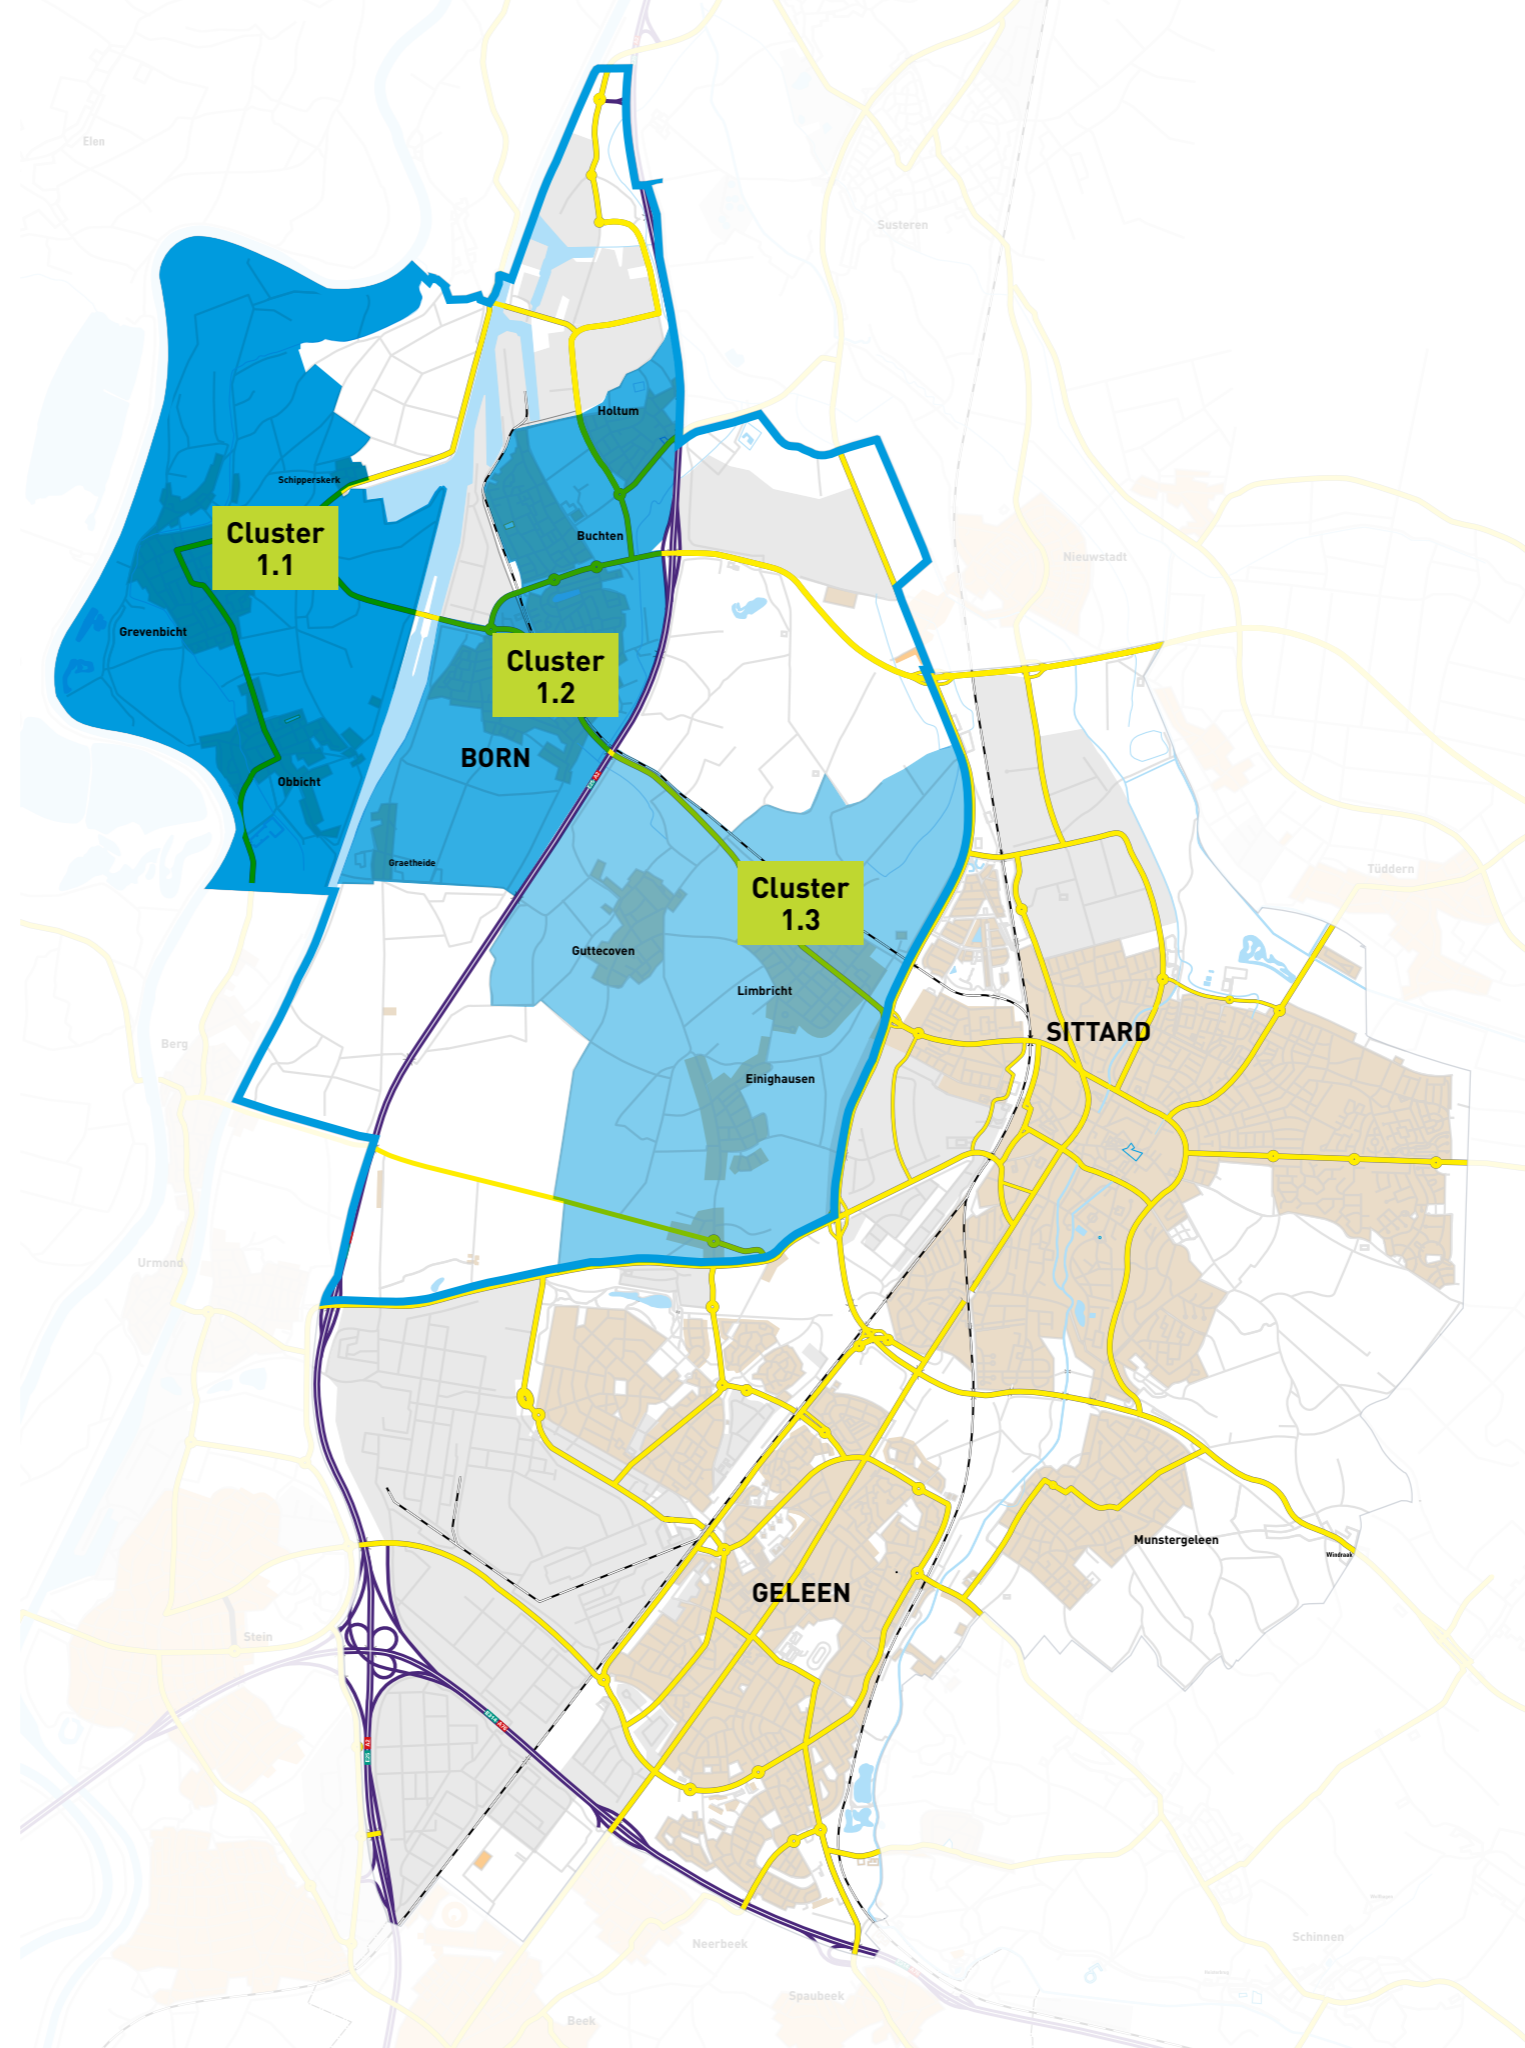 Elen
Susteren
Holtum
Schipperskerk
Cluster
1.1
Buchten
Nieuwstadt
Grevenbicht
Cluster
1.2
BORN
Obbicht
Graetheide
Tüddern
Cluster
1.3
Guttecoven
Limbricht
SITTARD
Berg
Einighausen
Urmond
Munstergeleen
Windraak
GELEEN
Stein
Neerbeek
Schinnen
Spaubeek
Beek